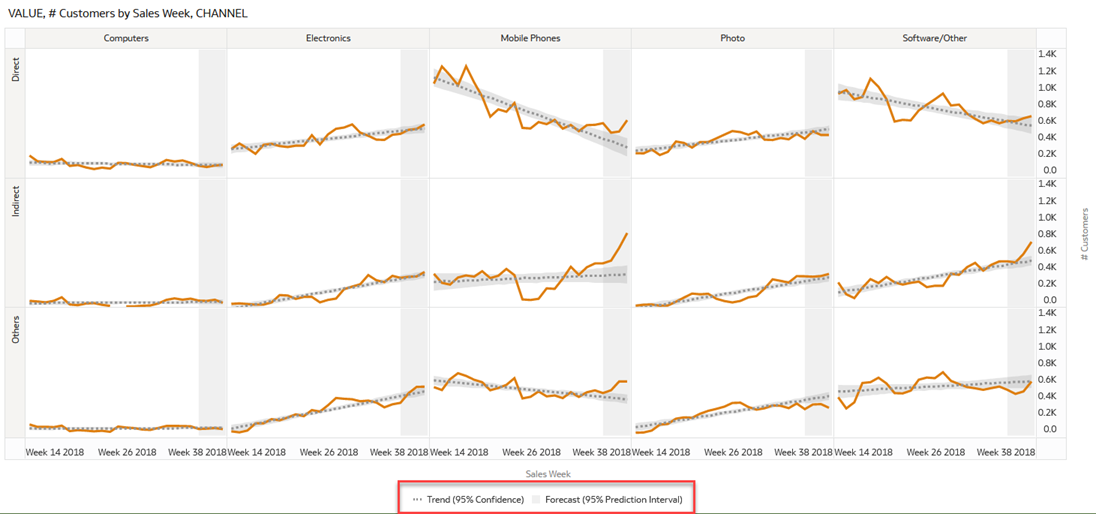 VALUE, # Customers by Sales Week, CHANNEL
Computers Electronics Mobile Phones Photo Software/Other
Direct
1.4K
1.2K
1.0K
0.8K
0.6K
0.4K
0.2K
0.0
Indirect
1.4K
1.2K
1.0K
0.8K
0.6K
0.4K
0.2K
0.0
# Customers
Others
1.4K
1.2K
1.0K
0.8K
0.6K
0.4K
0.2K
0.0
Week 14 2018 Week 26 2018 Week 38 2018 Week 14 2018 Week 26 2018 Week 38 2018 Week 14 2018 Week 26 2018 Week 38 2018 Week 14 2018 Week 26 2018 Week 38 2018 Week 14 2018 Week 26 2018 Week 38 2018
Sales Week
Trend (95% Confidence) Forecast (95% Prediction Interval)